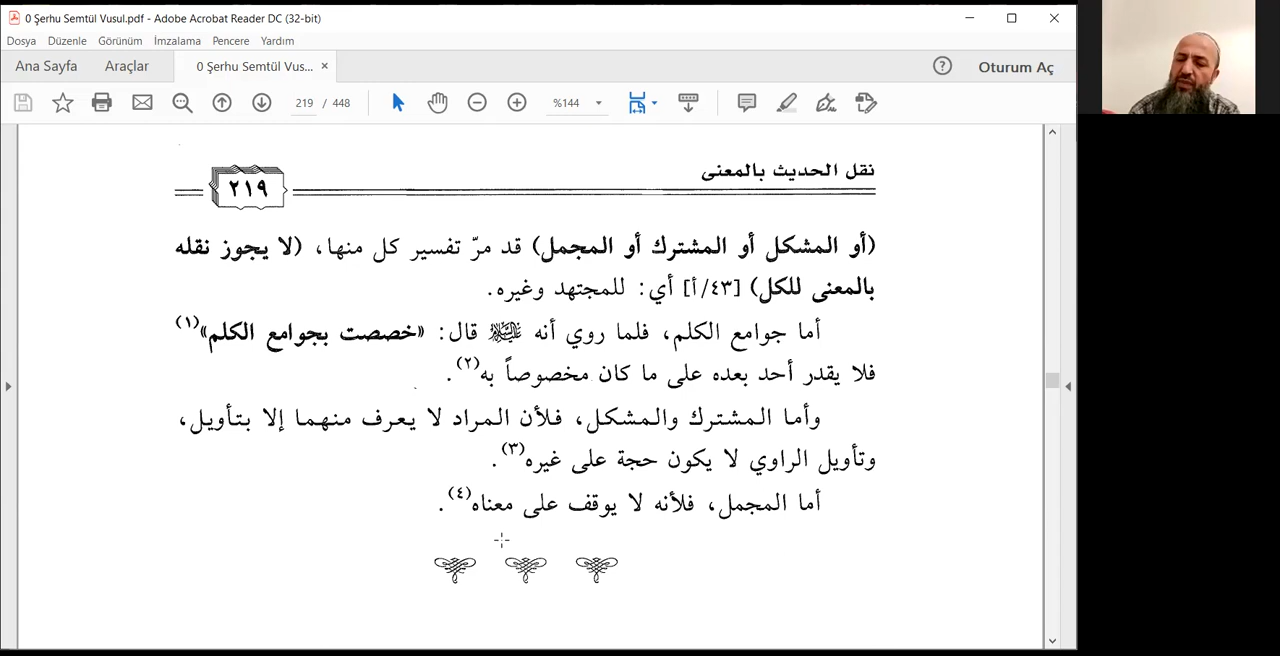 0 Şerhu Semtül Vusul.pdf - Adobe Acrobat Reader DC (32-bit)
Dosya Düzenle Görünüm İmzalama Pencere Yardım
Ana Sayfa Araçlar 0 Şerhu Semtül Vus... × Oturum Aç
219 / 448 %144
نقل الحديث بالمعنى ٢١٩
(أو المشكل أو المشترك أو المجمل) قد مرّ تفسير كل منها، (لا يجوز نقله
بالمعنى للكل) [٤٣/أ] أي: للمجتهد وغيره.
أما جوامع الكلم، فلما روي أنه ﷺ قال: «خصصت بجوامع الكلم»(١)
فلا يقدر أحد بعده على ما كان مخصوصاً به(٢).
وأما المشترك والمشكل، فلأن المراد لا يعرف منهما إلا بتأويل،
وتأويل الراوي لا يكون حجة على غيره(٣).
أما المجمل، فلأنه لا يوقف على معناه(٤).